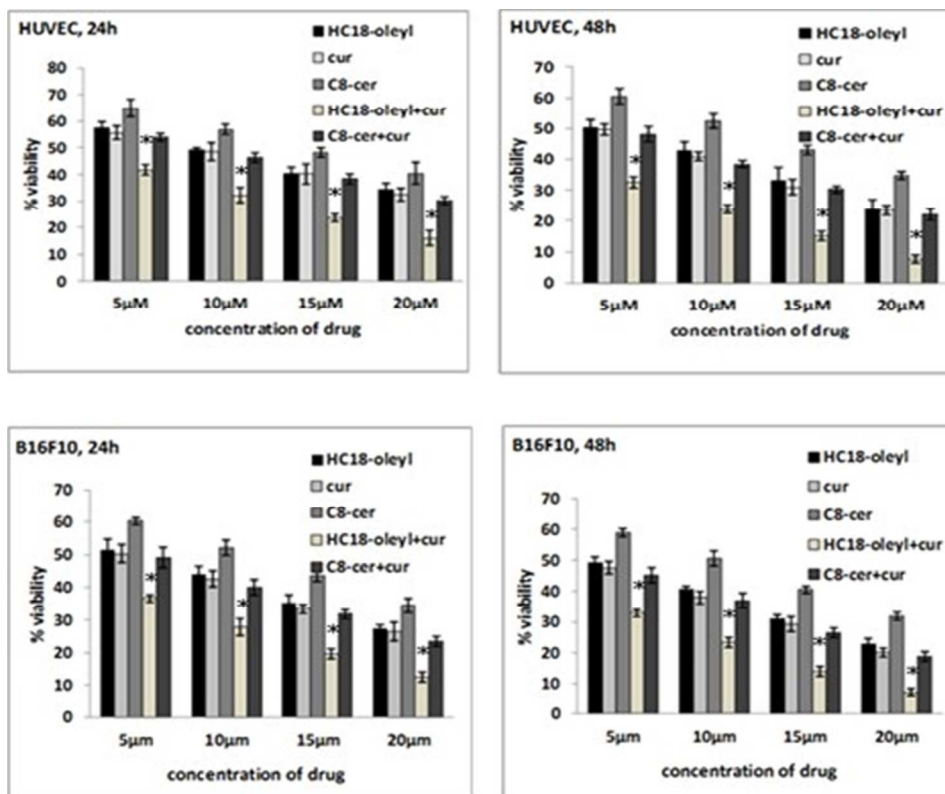 HUVEC, 24h
HC18-oleyl
cur
C8-cer
HC18-oleyl+cur
C8-cer+cur
80
70
60
50
40
30
20
10
0
% viability
*
*
*
*
5µM 10µM 15µM 20µM
concentration of drug
HUVEC, 48h
HC18-oleyl
cur
C8-cer
HC18-oleyl+cur
C8-cer+cur
70
60
50
40
30
20
10
0
% viability
*
*
*
*
5µM 10µM 15µM 20µM
concentration of drug
B16F10, 24h
HC18-oleyl
cur
C8-cer
HC18-oleyl+cur
C8-cer+cur
70
60
50
40
30
20
10
0
% viability
*
*
*
*
5µm 10µm 15µm 20µm
concentration of drug
B16F10, 48h
HC18-oleyl
cur
C8-cer
HC18-oleyl+cur
C8-cer+cur
70
60
50
40
30
20
10
0
% viability
*
*
*
*
5µm 10µm 15µm 20µm
concentration of drug